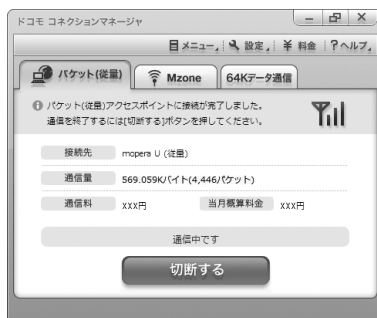 ドコモ コネクションマネージャ
メニュー 設定 ¥ 料金 ?ヘルプ
パケット(従量) Mzone 64Kデータ通信
パケット(従量)アクセスポイントに接続が完了しました。
通信を終了するには[切断する]ボタンを押してください。
接続先 mopera U (従量)
通信量 569.059Kバイト(4,446パケット)
通信料 xxx円 当月概算料金 xxx円
通信中です
切断する